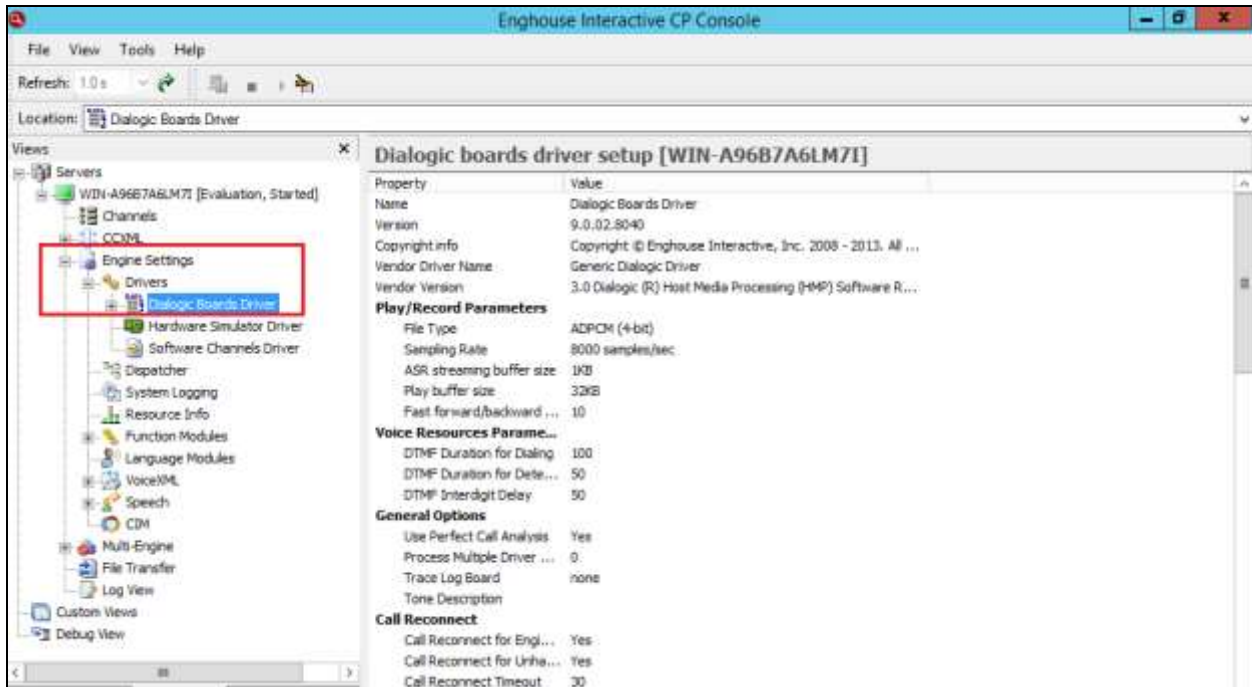 Enghouse Interactive CP Console
File View Tools Help
Refresh: 1.0 s
Location: Dialogic Boards Driver
Views
Servers
WIN-A96B7A6LM7I [Evaluation, Started]
Channels
CCXML
Engine Settings
Drivers
Dialogic Boards Driver
Hardware Simulator Driver
Software Channels Driver
Dispatcher
System Logging
Resource Info
Function Modules
Language Modules
VoiceXML
Speech
CIM
Multi-Engine
File Transfer
Log View
Custom Views
Debug View
Dialogic boards driver setup [WIN-A96B7A6LM7I]
Property Value
Name Dialogic Boards Driver
Version 9.0.02.8040
Copyright info Copyright © Enghouse Interactive, Inc. 2008 - 2013. All ...
Vendor Driver Name Generic Dialogic Driver
Vendor Version 3.0 Dialogic (R) Host Media Processing (HMP) Software R...
Play/Record Parameters
File Type ADPCM (4-bit)
Sampling Rate 8000 samples/sec
ASR streaming buffer size 1KB
Play buffer size 32KB
Fast forward/backward ... 10
Voice Resources Parame...
DTMF Duration for Dialing 100
DTMF Duration for Dete... 50
DTMF Interdigit Delay 50
General Options
Use Perfect Call Analysis Yes
Process Multiple Driver ... 0
Trace Log Board none
Tone Description
Call Reconnect
Call Reconnect for Engi... Yes
Call Reconnect for Unha... Yes
Call Reconnect Timeout 30